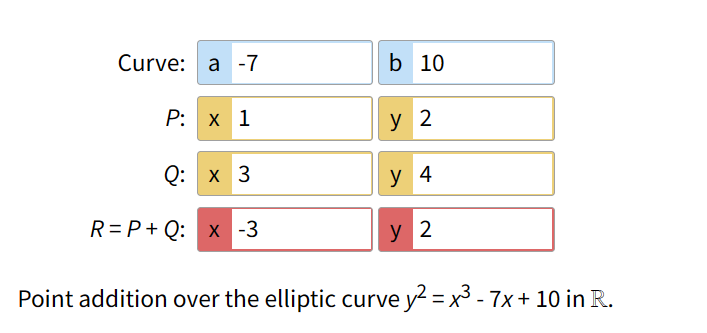 Curve: a -7 b 10
P: x 1 y 2
Q: x 3 y 4
R = P + Q: x -3 y 2
Point addition over the elliptic curve y² = x³ - 7x + 10 in ℝ.